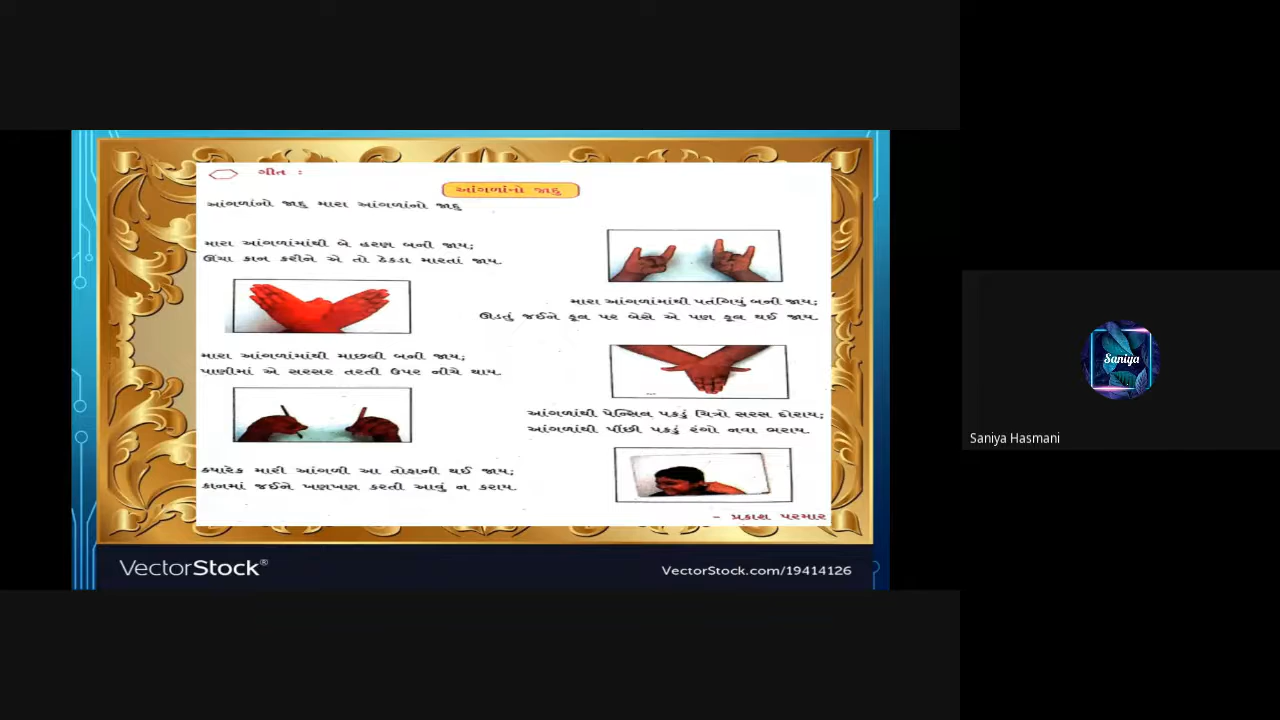 ગીત :
આંગળાંનો જાદુ
આંગળાંનો જાદુ મારા આંગળાંનો જાદુ
મારા આંગળાંમાંથી બે હરણ બની જાય;
ઊંચા કાન કરીને એ તો ઠેકડા મારતાં જાય.
મારા આંગળાંમાંથી પતંગિયું બની જાય;
ઊડતું જઈને ફૂલ પર બેસે એ પણ ફૂલ થઈ જાય.
મારા આંગળાંમાંથી માછલી બની જાય;
પાણીમાં એ સરસર તરતી ઉપર નીચે થાય.
આંગળાંથી પેન્સિલ પકડું ચિત્રો સરસ દોરાય;
આંગળાંથી પીંછી પકડું રંગો નવા ભરાય.
ક્યારેક મારી આંગળી આ તોફાની થઈ જાય;
કાનમાં જઈને ખણખણ કરતી આવું ન કરાય.
- પ્રકાશ પરમાર
VectorStock®
VectorStock.com/19414126
Saniya
Saniya Hasmani